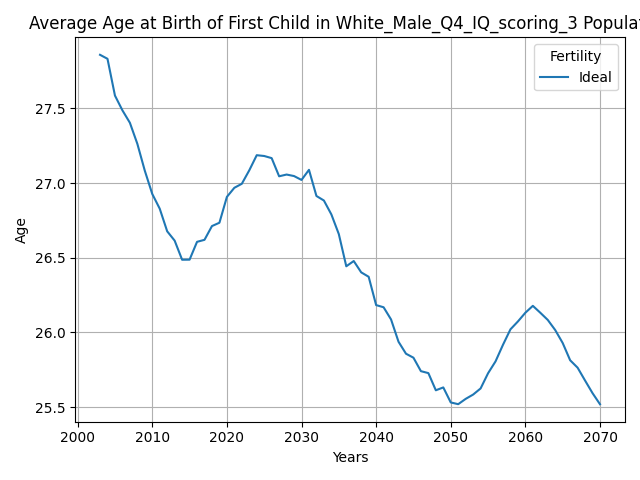 Average Age at Birth of First Child in White_Male_Q4_IQ_scoring_3 Popula
Fertility
Ideal
Age
27.5
27.0
26.5
26.0
25.5
2000 2010 2020 2030 2040 2050 2060 2070
Years